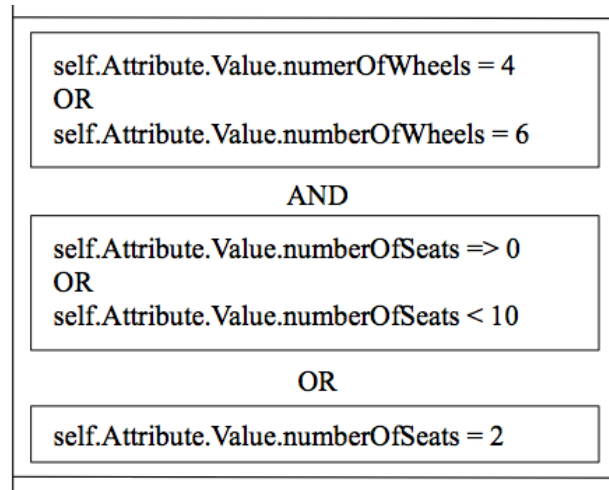 self.Attribute.Value.numerOfWheels = 4
OR
self.Attribute.Value.numberOfWheels = 6
AND
self.Attribute.Value.numberOfSeats => 0
OR
self.Attribute.Value.numberOfSeats < 10
OR
self.Attribute.Value.numberOfSeats = 2